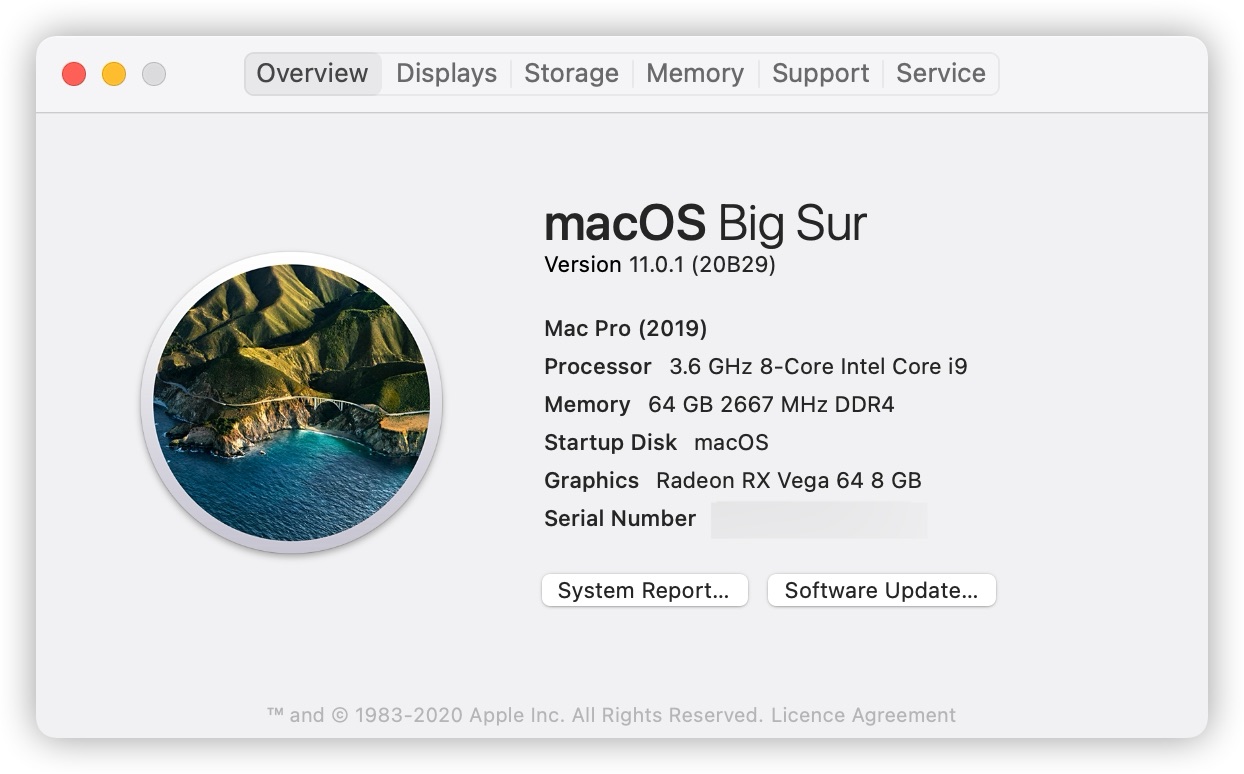 Overview Displays Storage Memory Support Service
macOS Big Sur
Version 11.0.1 (20B29)
Mac Pro (2019)
Processor 3.6 GHz 8-Core Intel Core i9
Memory 64 GB 2667 MHz DDR4
Startup Disk macOS
Graphics Radeon RX Vega 64 8 GB
Serial Number
System Report... Software Update...
™ and © 1983-2020 Apple Inc. All Rights Reserved. Licence Agreement